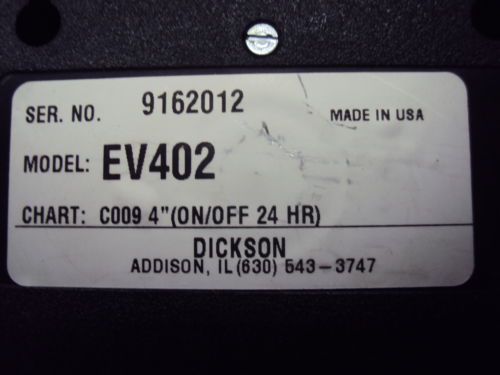 SER. NO. 9162012 MADE IN USA
MODEL: EV402
CHART: C009 4"(ON/OFF 24 HR)
DICKSON
ADDISON, IL (630) 543-3747